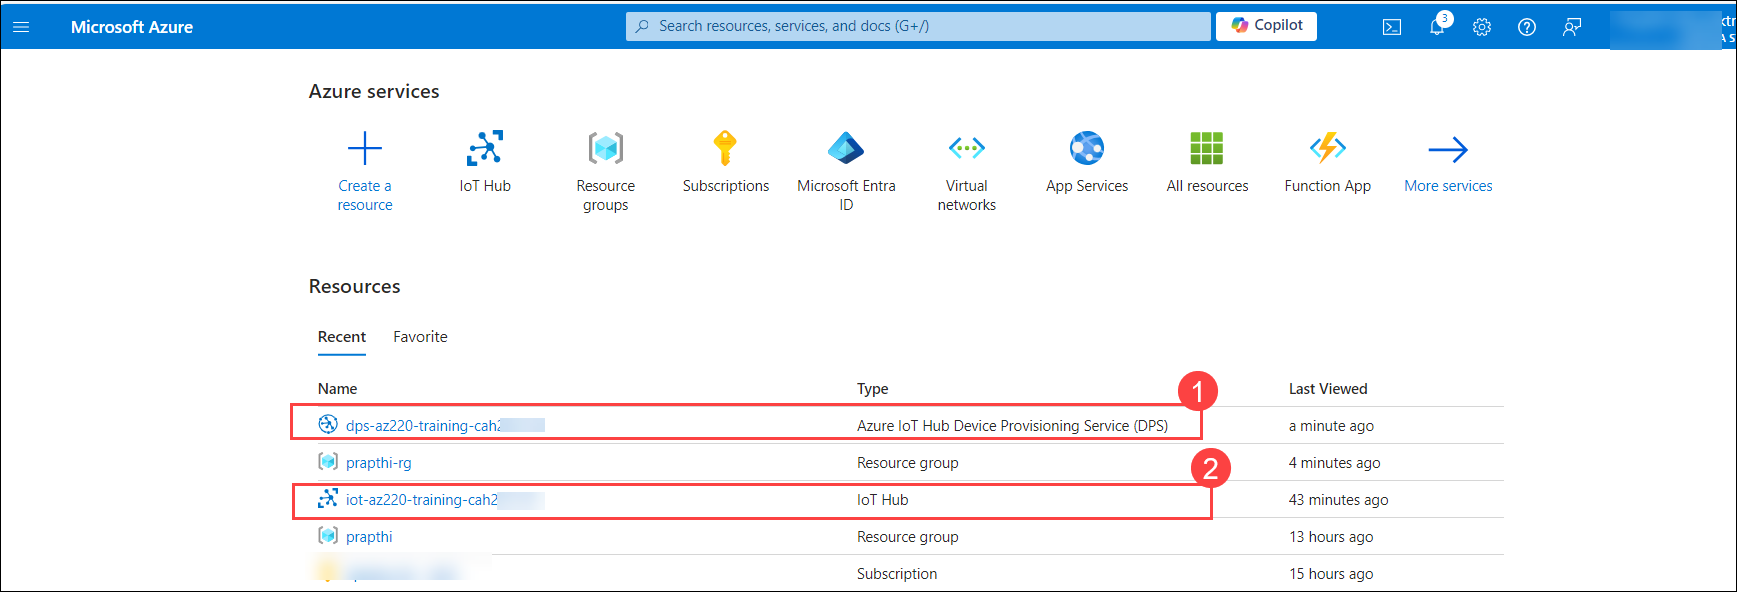 Microsoft Azure
Search resources, services, and docs (G+/)
Copilot
3
Azure services
Create a resource
IoT Hub
Resource groups
Subscriptions
Microsoft Entra ID
Virtual networks
App Services
All resources
Function App
More services
Resources
Recent Favorite
Name Type Last Viewed
1
dps-az220-training-cah2 Azure IoT Hub Device Provisioning Service (DPS) a minute ago
prapthi-rg Resource group 4 minutes ago
2
iot-az220-training-cah2 IoT Hub 43 minutes ago
prapthi Resource group 13 hours ago
Subscription 15 hours ago